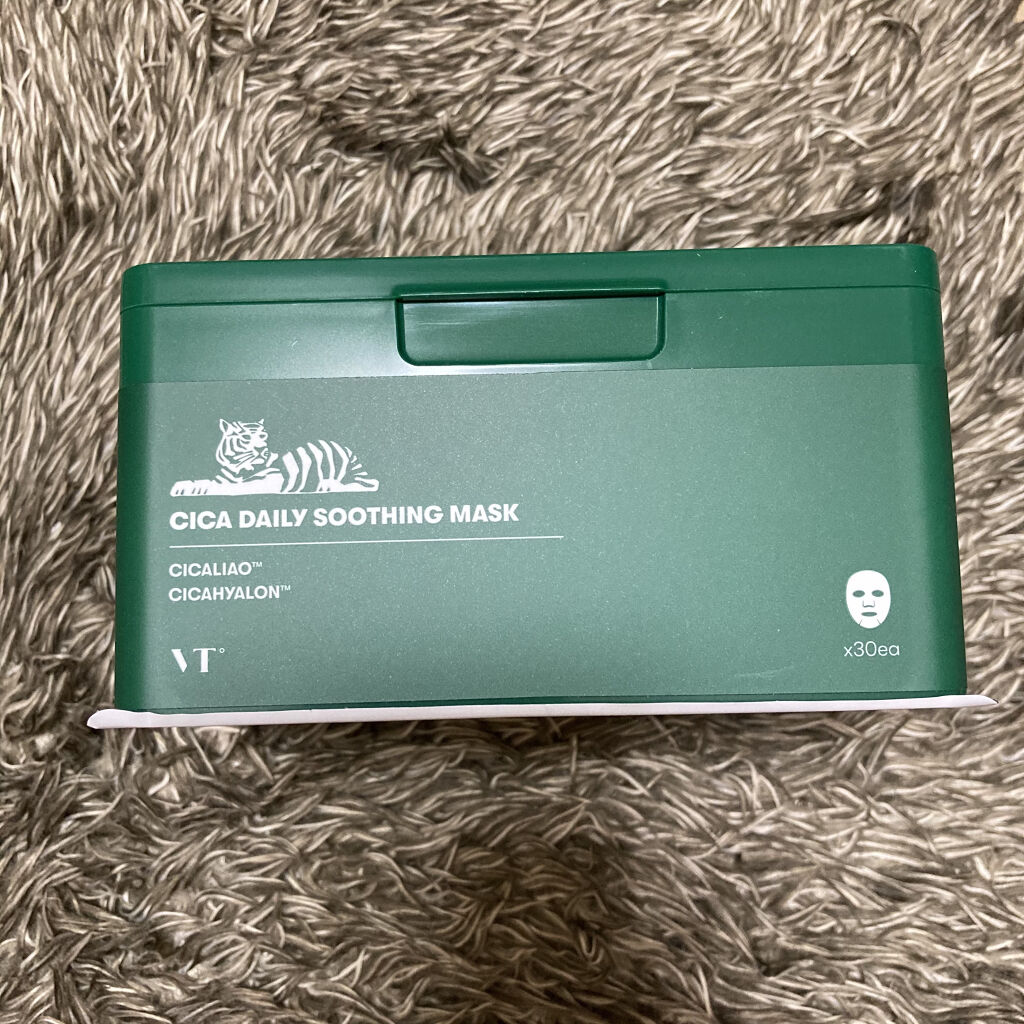 CICA DAILY SOOTHING MASK
CICALIAO™
CICAHYALON™
VT°
x30ea